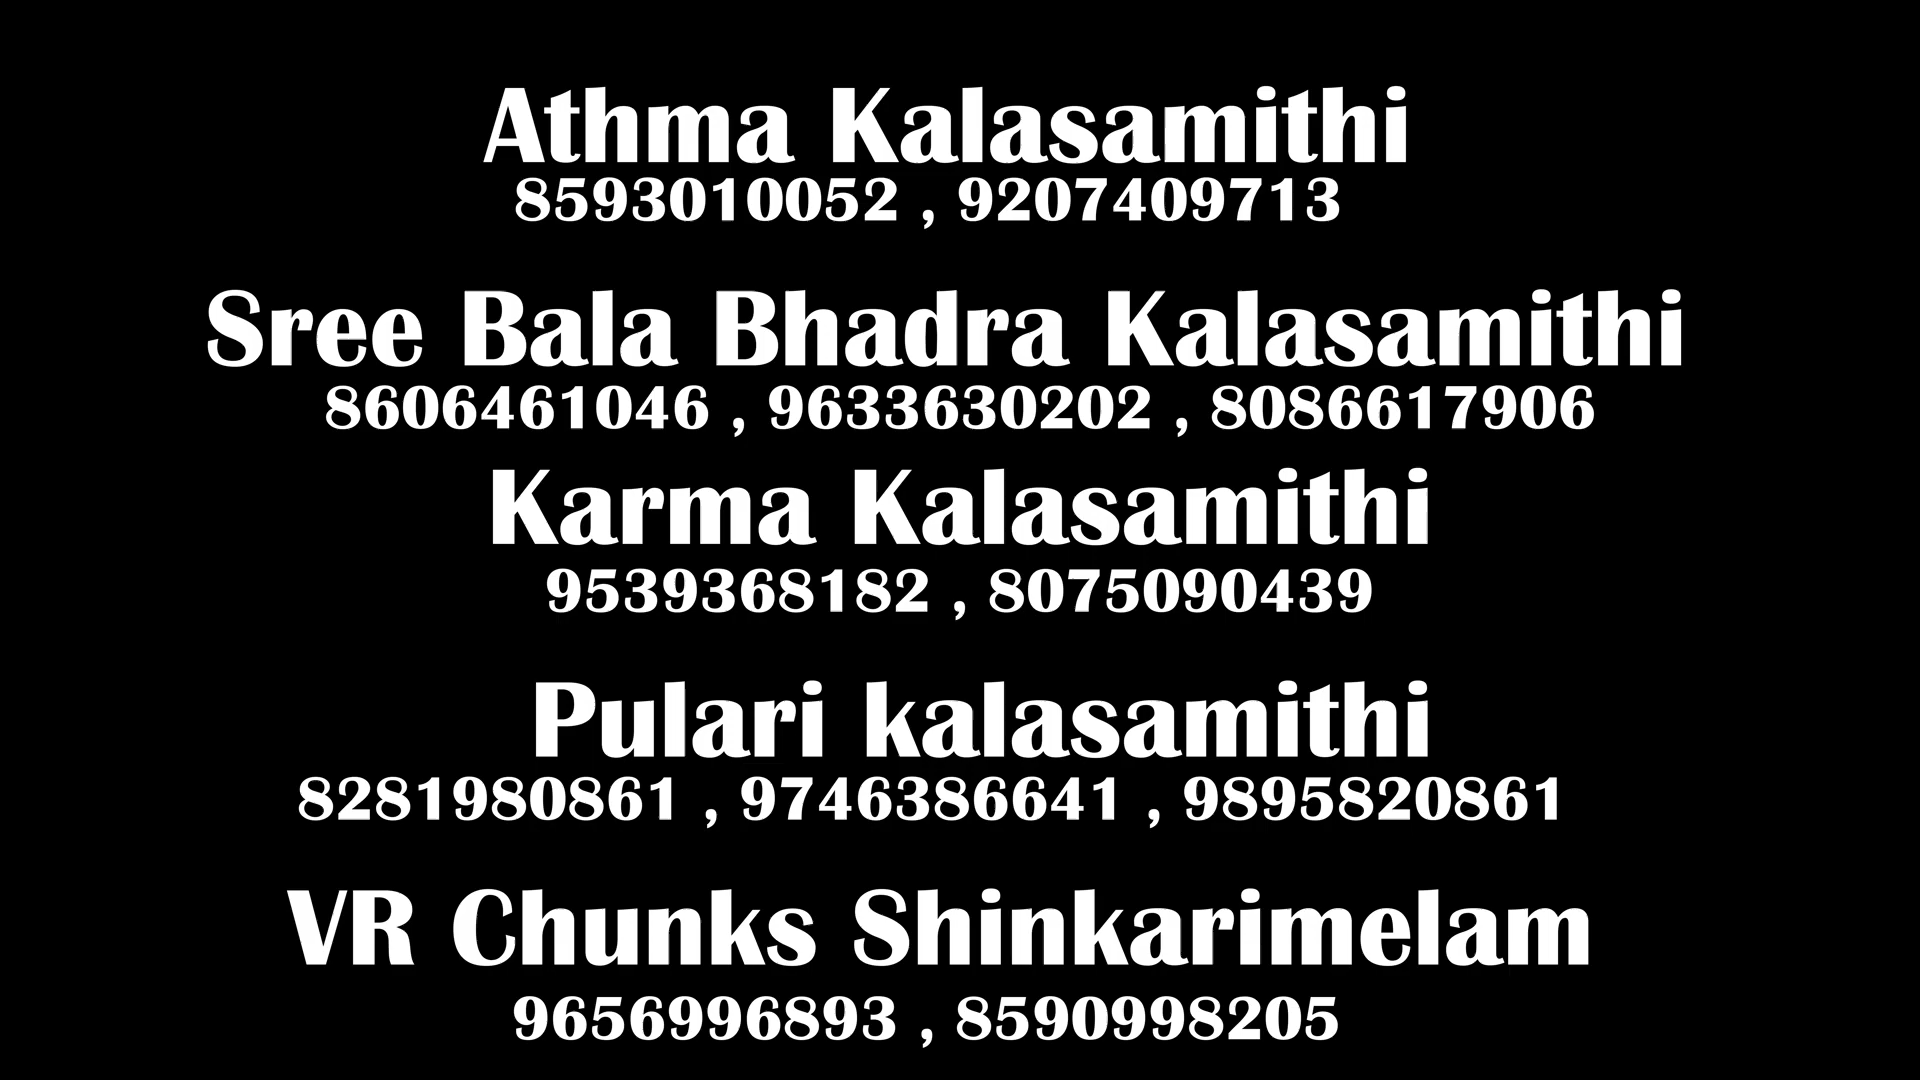 Athma Kalasamithi
8593010052 , 9207409713
Sree Bala Bhadra Kalasamithi
8606461046 , 9633630202 , 8086617906
Karma Kalasamithi
9539368182 , 8075090439
Pulari kalasamithi
8281980861 , 9746386641 , 9895820861
VR Chunks Shinkarimelam
9656996893 , 8590998205